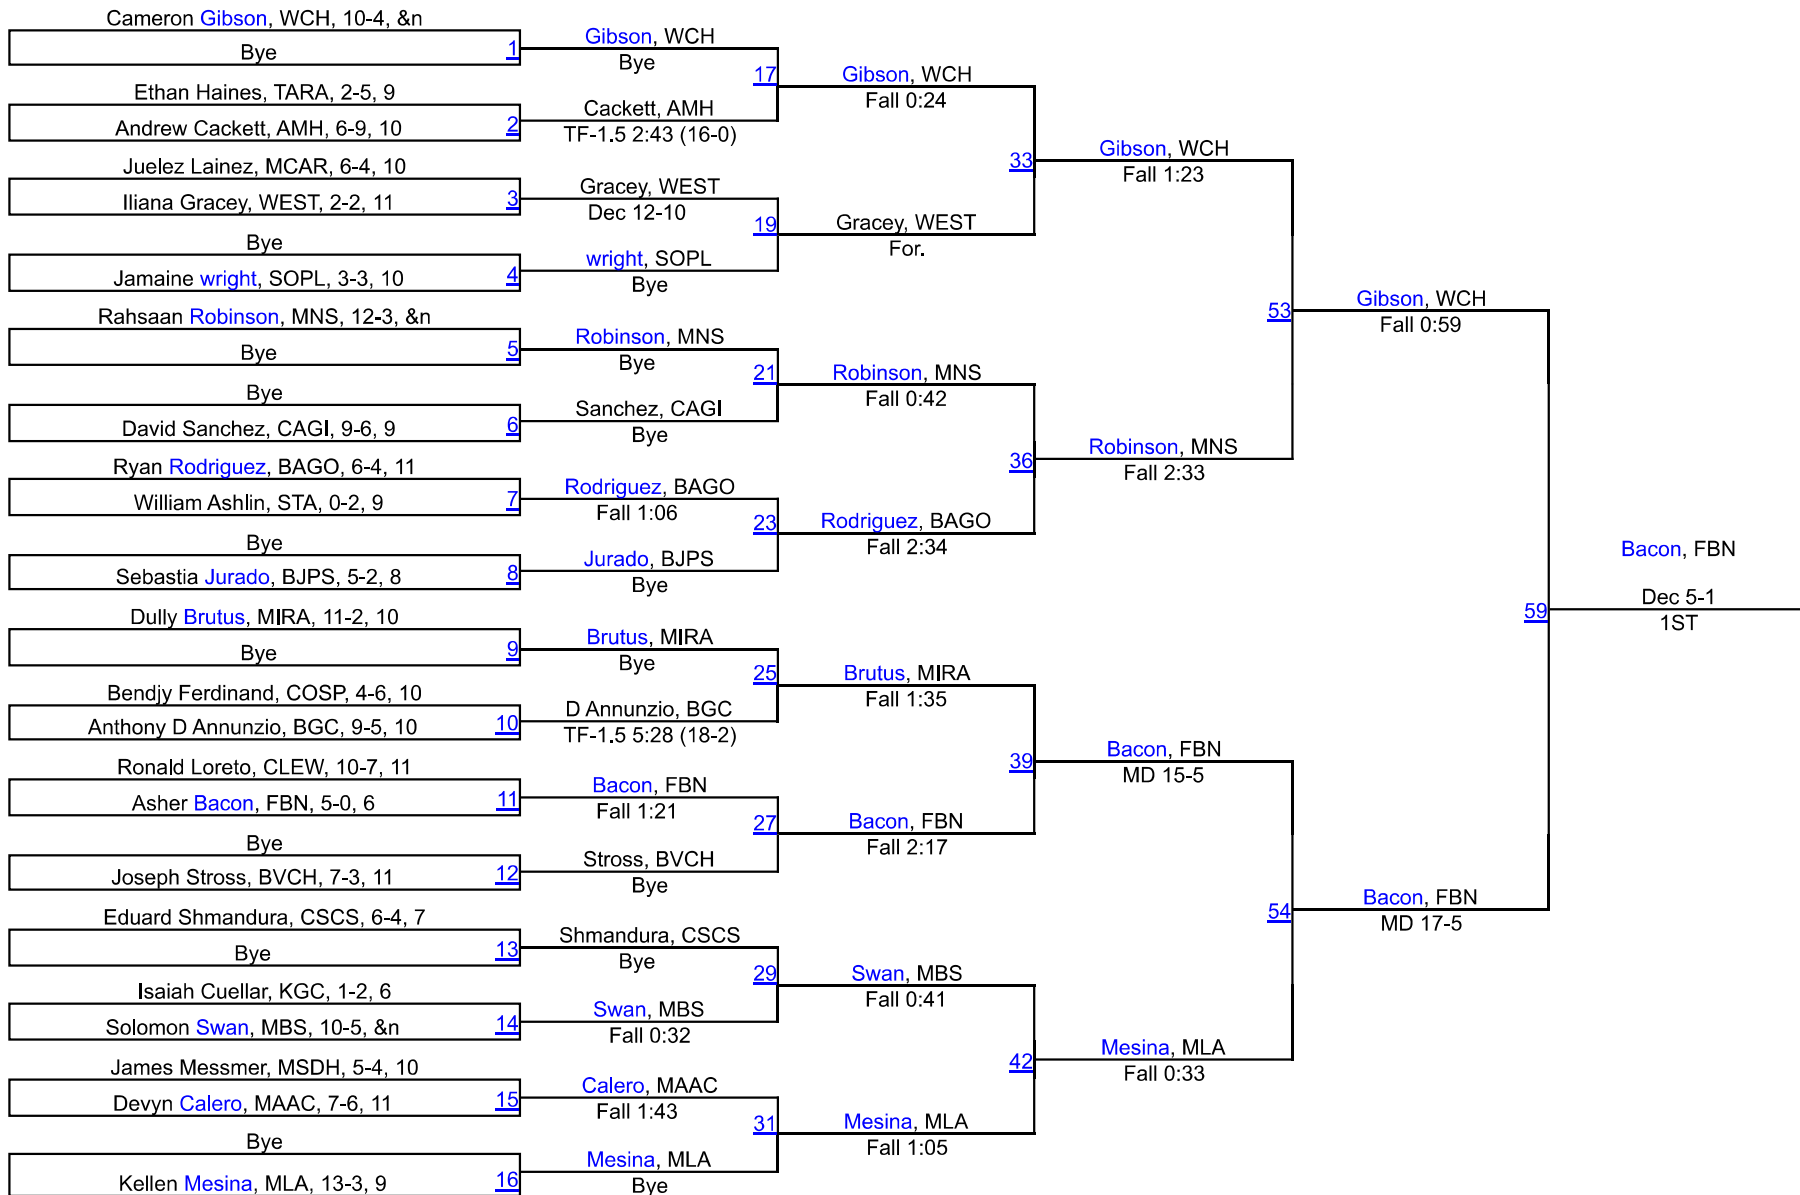 Cameron Gibson, WCH, 10-4, &n
Bye
1
Ethan Haines, TARA, 2-5, 9
Andrew Cackett, AMH, 6-9, 10
2
Juelez Lainez, MCAR, 6-4, 10
Iliana Gracey, WEST, 2-2, 11
3
Bye
Jamaine wright, SOPL, 3-3, 10
4
Rahsaan Robinson, MNS, 12-3, &n
Bye
5
Bye
David Sanchez, CAGI, 9-6, 9
6
Ryan Rodriguez, BAGO, 6-4, 11
William Ashlin, STA, 0-2, 9
7
Bye
Sebastia Jurado, BJPS, 5-2, 8
8
Dully Brutus, MIRA, 11-2, 10
Bye
9
Bendjy Ferdinand, COSP, 4-6, 10
Anthony D Annunzio, BGC, 9-5, 10
10
Ronald Loreto, CLEW, 10-7, 11
Asher Bacon, FBN, 5-0, 6
11
Bye
Joseph Stross, BVCH, 7-3, 11
12
Eduard Shmandura, CSCS, 6-4, 7
Bye
13
Isaiah Cuellar, KGC, 1-2, 6
Solomon Swan, MBS, 10-5, &n
14
James Messmer, MSDH, 5-4, 10
Devyn Calero, MAAC, 7-6, 11
15
Bye
Kellen Mesina, MLA, 13-3, 9
16
Gibson, WCH
Bye
17
Cackett, AMH
TF-1.5 2:43 (16-0)
Gracey, WEST
Dec 12-10
19
wright, SOPL
Bye
Robinson, MNS
Bye
21
Sanchez, CAGI
Bye
Rodriguez, BAGO
Fall 1:06
23
Jurado, BJPS
Bye
Brutus, MIRA
Bye
25
D Annunzio, BGC
TF-1.5 5:28 (18-2)
Bacon, FBN
Fall 1:21
27
Stross, BVCH
Bye
Shmandura, CSCS
Bye
29
Swan, MBS
Fall 0:32
Calero, MAAC
Fall 1:43
31
Mesina, MLA
Bye
Gibson, WCH
Fall 0:24
33
Gracey, WEST
For.
Robinson, MNS
Fall 0:42
36
Rodriguez, BAGO
Fall 2:34
Brutus, MIRA
Fall 1:35
39
Bacon, FBN
Fall 2:17
Swan, MBS
Fall 0:41
42
Mesina, MLA
Fall 1:05
Gibson, WCH
Fall 1:23
53
Robinson, MNS
Fall 2:33
Bacon, FBN
MD 15-5
54
Mesina, MLA
Fall 0:33
Gibson, WCH
Fall 0:59
59
Bacon, FBN
MD 17-5
Bacon, FBN
Dec 5-1
1ST